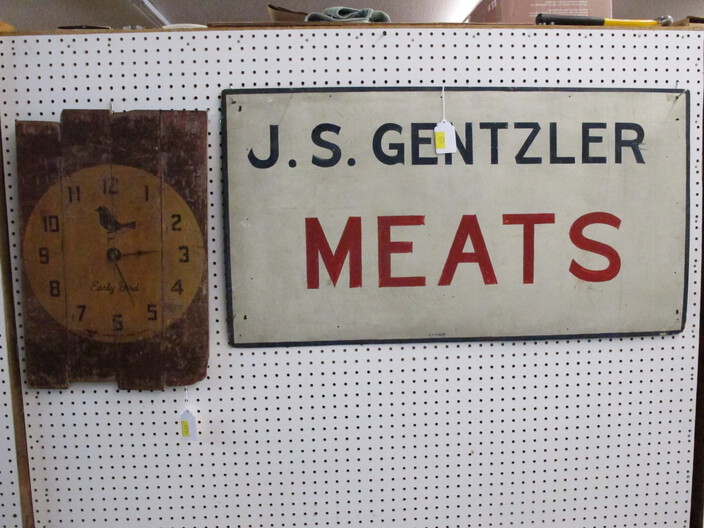 12
11 1
10 2
9 3
8 4
Early Bird
7 5
6
J. S. GENTZLER
MEATS